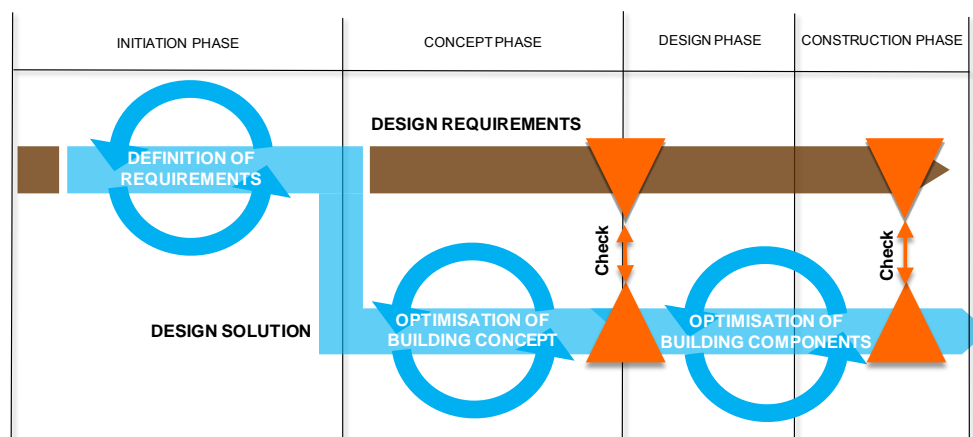 INITIATION PHASE
CONCEPT PHASE
DESIGN PHASE
CONSTRUCTION PHASE
DESIGN REQUIREMENTS
DEFINITION OF
REQUIREMENTS
Check
Check
DESIGN SOLUTION
OPTIMISATION OF
BUILDING CONCEPT
OPTIMISATION OF
BUILDING COMPONENTS